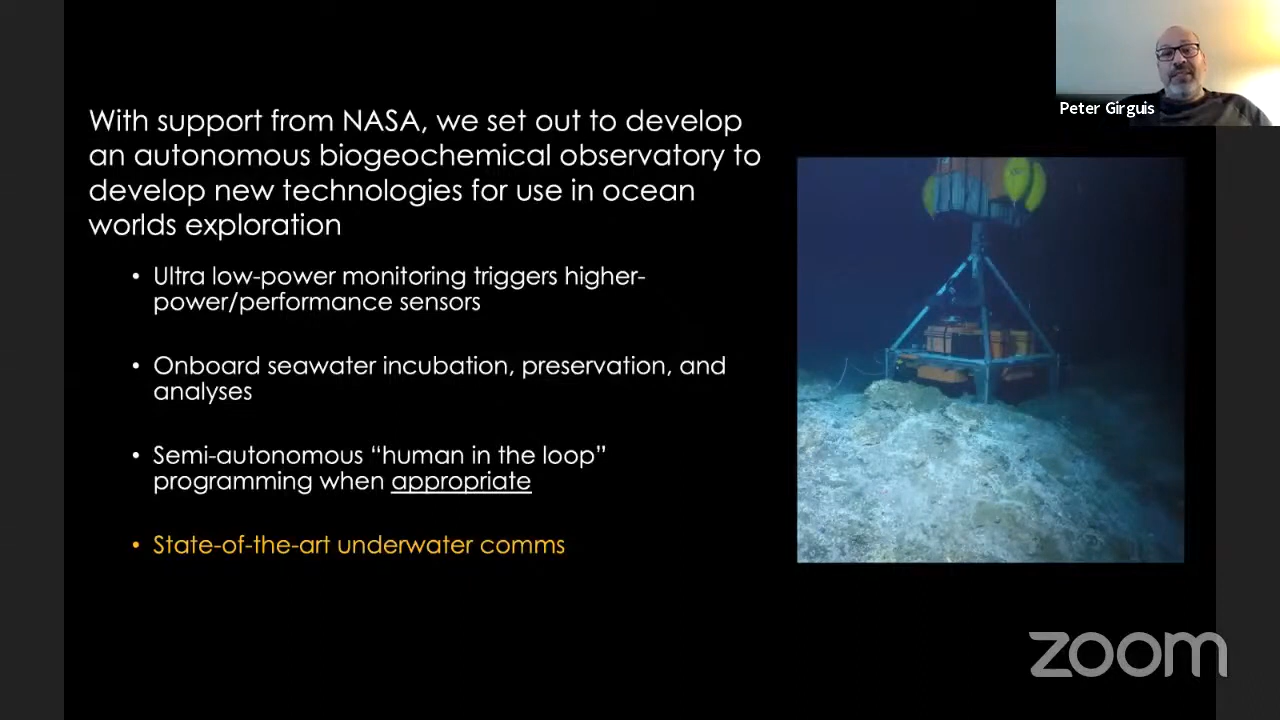 With support from NASA, we set out to develop
an autonomous biogeochemical observatory to
develop new technologies for use in ocean
worlds exploration
• Ultra low-power monitoring triggers higher-
power/performance sensors
• Onboard seawater incubation, preservation, and
analyses
• Semi-autonomous “human in the loop”
programming when appropriate
• State-of-the-art underwater comms
Peter Girguis
zoom